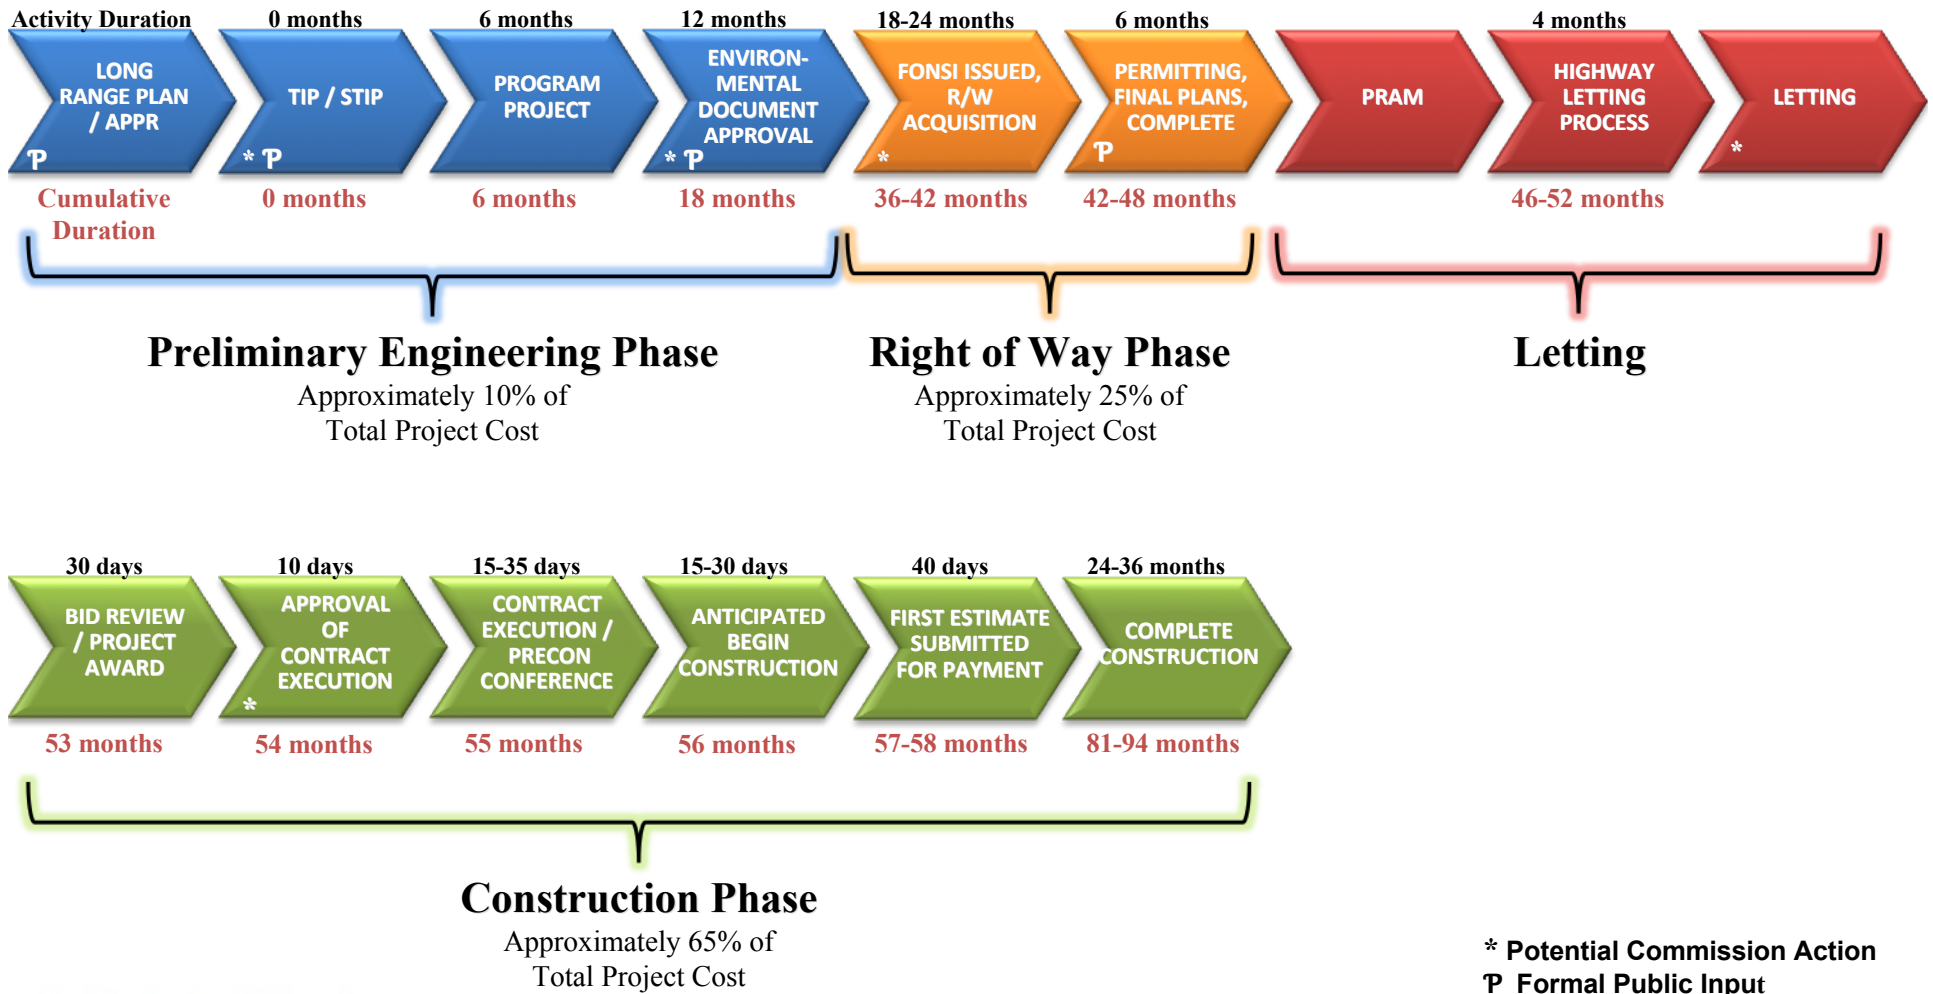 Activity Duration
0 months
6 months
12 months
18-24 months
6 months
4 months
LONG
RANGE PLAN
/ APPR
Ƥ
TIP / STIP
* Ƥ
PROGRAM
PROJECT
ENVIRON-
MENTAL
DOCUMENT
APPROVAL
* Ƥ
FONSI ISSUED,
R/W
ACQUISITION
*
PERMITTING,
FINAL PLANS,
COMPLETE
Ƥ
PRAM
HIGHWAY
LETTING
PROCESS
LETTING
*
Cumulative
Duration
0 months
6 months
18 months
36-42 months
42-48 months
46-52 months
Preliminary Engineering Phase
Approximately 10% of
Total Project Cost
Right of Way Phase
Approximately 25% of
Total Project Cost
Letting
30 days
10 days
15-35 days
15-30 days
40 days
24-36 months
BID REVIEW
/ PROJECT
AWARD
APPROVAL
OF
CONTRACT
EXECUTION
*
CONTRACT
EXECUTION /
PRECON
CONFERENCE
ANTICIPATED
BEGIN
CONSTRUCTION
FIRST ESTIMATE
SUBMITTED
FOR PAYMENT
COMPLETE
CONSTRUCTION
53 months
54 months
55 months
56 months
57-58 months
81-94 months
Construction Phase
Approximately 65% of
Total Project Cost
* Potential Commission Action
Ƥ Formal Public Input